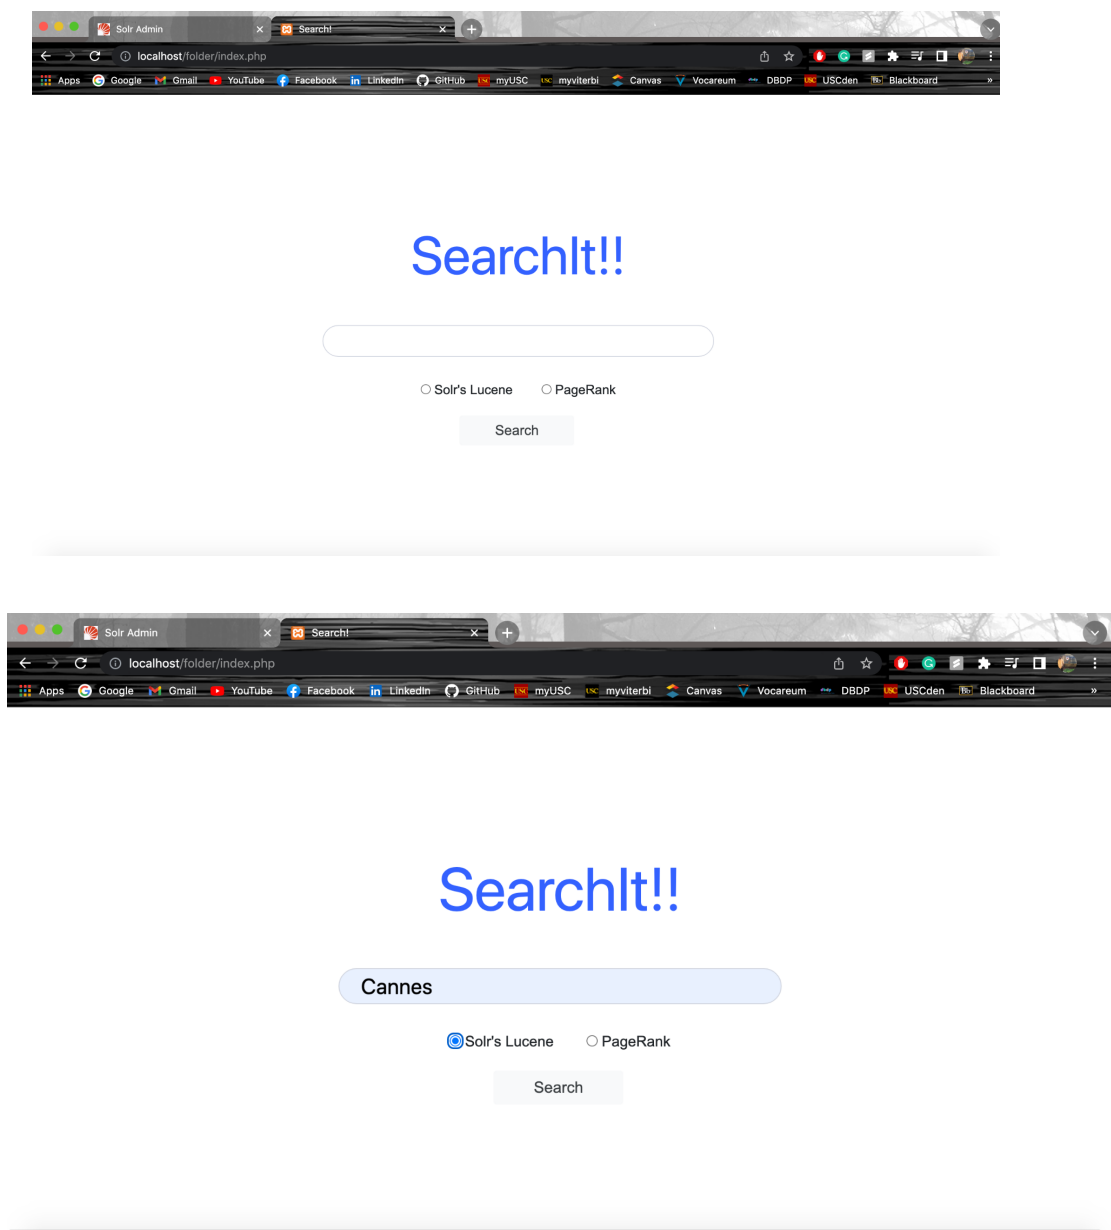 Solr Admin Search!
localhost/folder/index.php
Apps Google Gmail YouTube Facebook LinkedIn GitHub myUSC myviterbi Canvas Vocareum DBDP USCden Blackboard »
SearchIt!!
Solr's Lucene PageRank
Search
Solr Admin Search!
localhost/folder/index.php
Apps Google Gmail YouTube Facebook LinkedIn GitHub myUSC myviterbi Canvas Vocareum DBDP USCden Blackboard »
SearchIt!!
Cannes
Solr's Lucene PageRank
Search